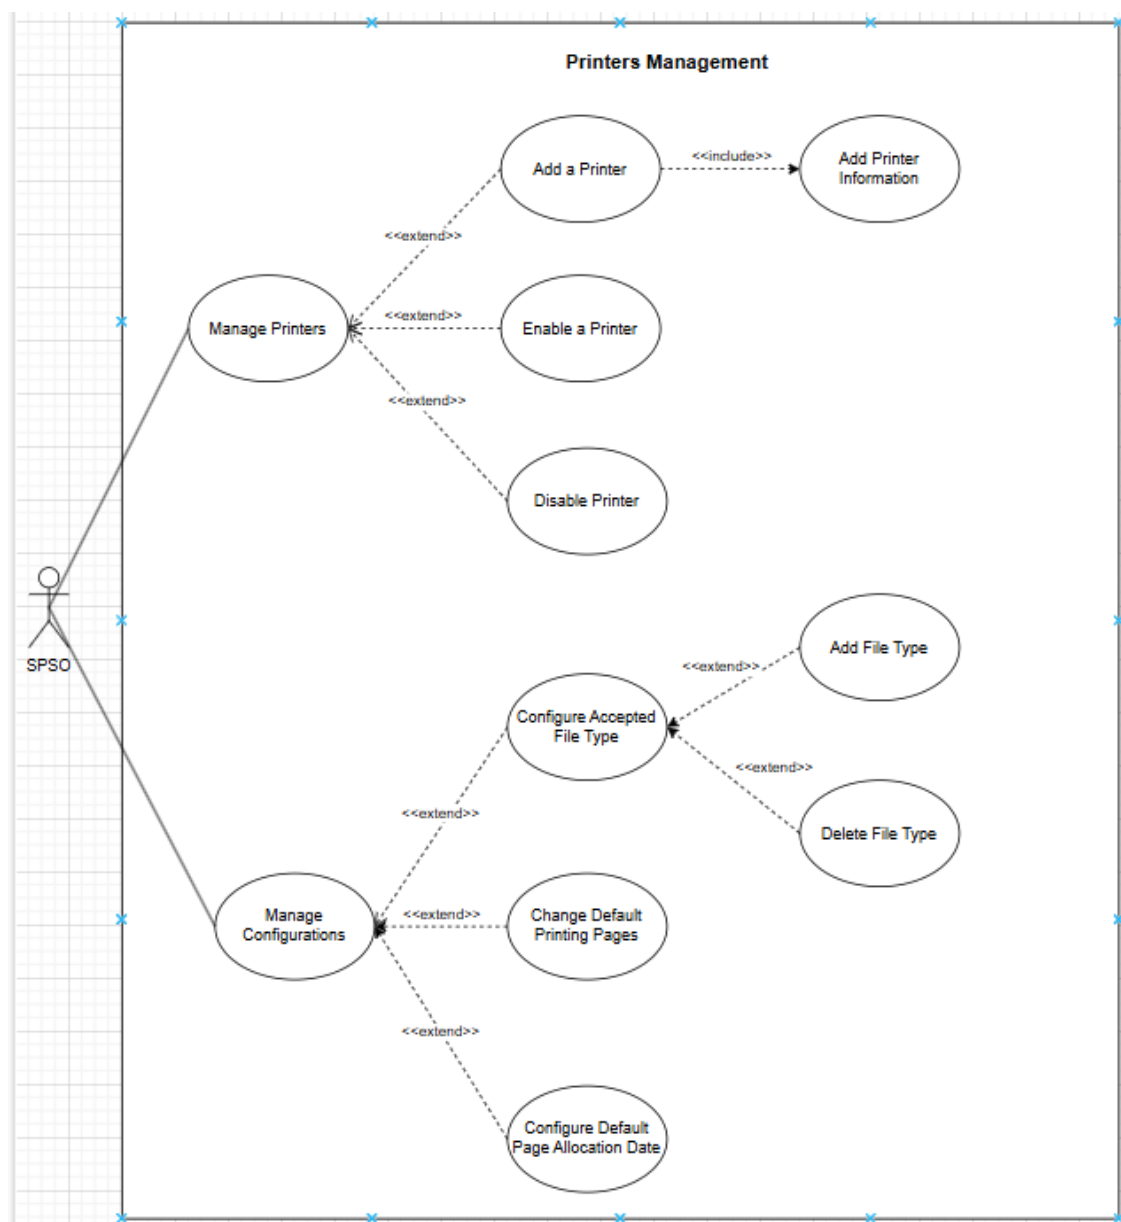 Printers Management
Add a Printer
<<include>>
Add Printer
Information
<<extend>>
Manage Printers
<<extend>>
Enable a Printer
<<extend>>
Disable Printer
SPSO
Add File Type
<<extend>>
Configure Accepted
File Type
<<extend>>
Delete File Type
<<extend>>
Manage
Configurations
<<extend>>
Change Default
Printing Pages
<<extend>>
Configure Default
Page Allocation Date